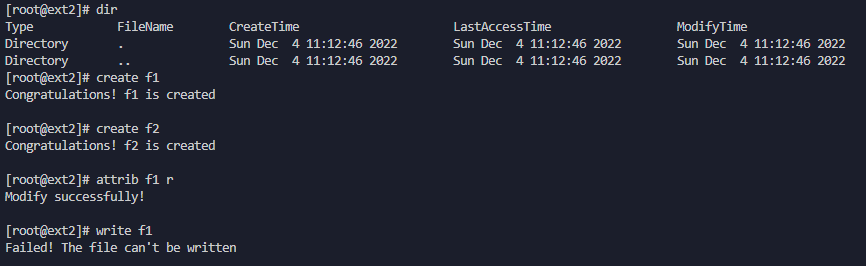 [root@ext2]# dir
Type FileName CreateTime LastAccessTime ModifyTime
Directory . Sun Dec 4 11:12:46 2022 Sun Dec 4 11:12:46 2022 Sun Dec 4 11:12:46 2022
Directory .. Sun Dec 4 11:12:46 2022 Sun Dec 4 11:12:46 2022 Sun Dec 4 11:12:46 2022
[root@ext2]# create f1
Congratulations! f1 is created
[root@ext2]# create f2
Congratulations! f2 is created
[root@ext2]# attrib f1 r
Modify successfully!
[root@ext2]# write f1
Failed! The file can't be written